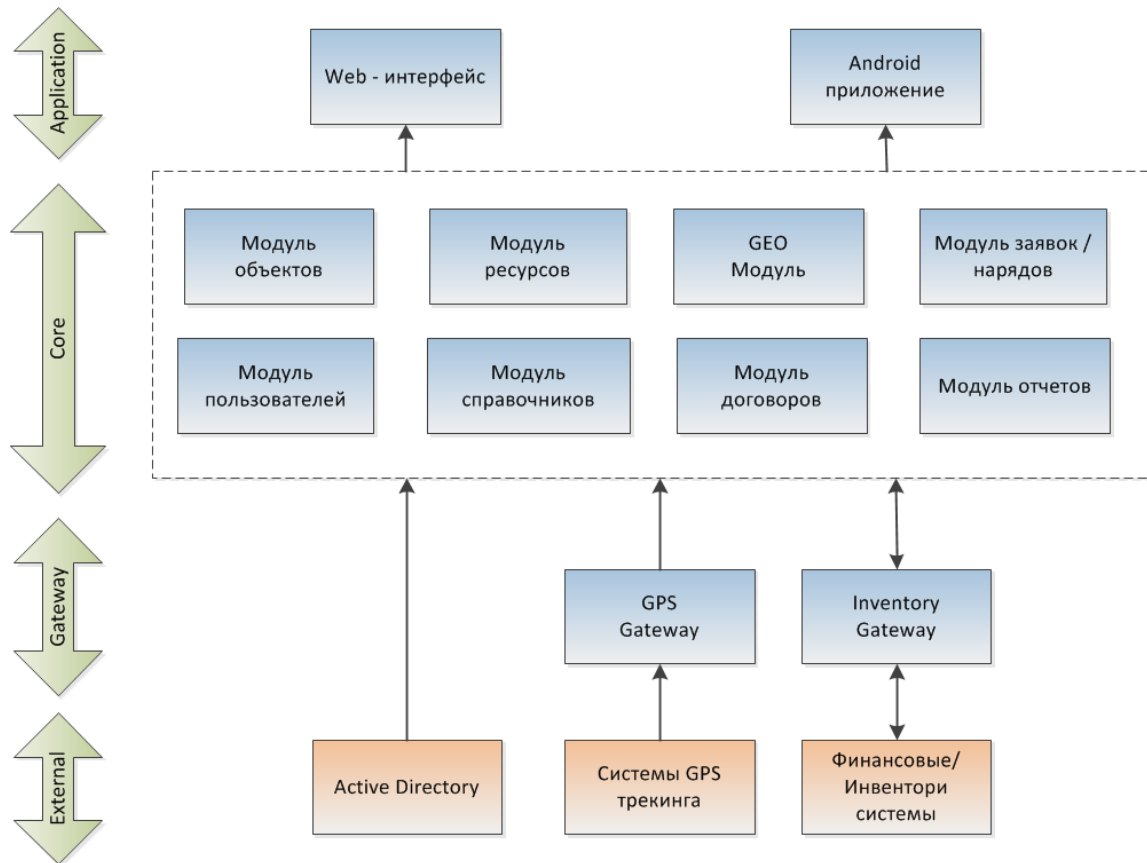 Application
Web - интерфейс
Android
приложение
Core
Модуль
объектов
Модуль
ресурсов
GEO
Модуль
Модуль заявок /
нарядов
Модуль
пользователей
Модуль
справочников
Модуль
договоров
Модуль отчетов
Gateway
GPS
Gateway
Inventory
Gateway
External
Active Directory
Системы GPS
трекинга
Финансовые/
Инвентори
системы